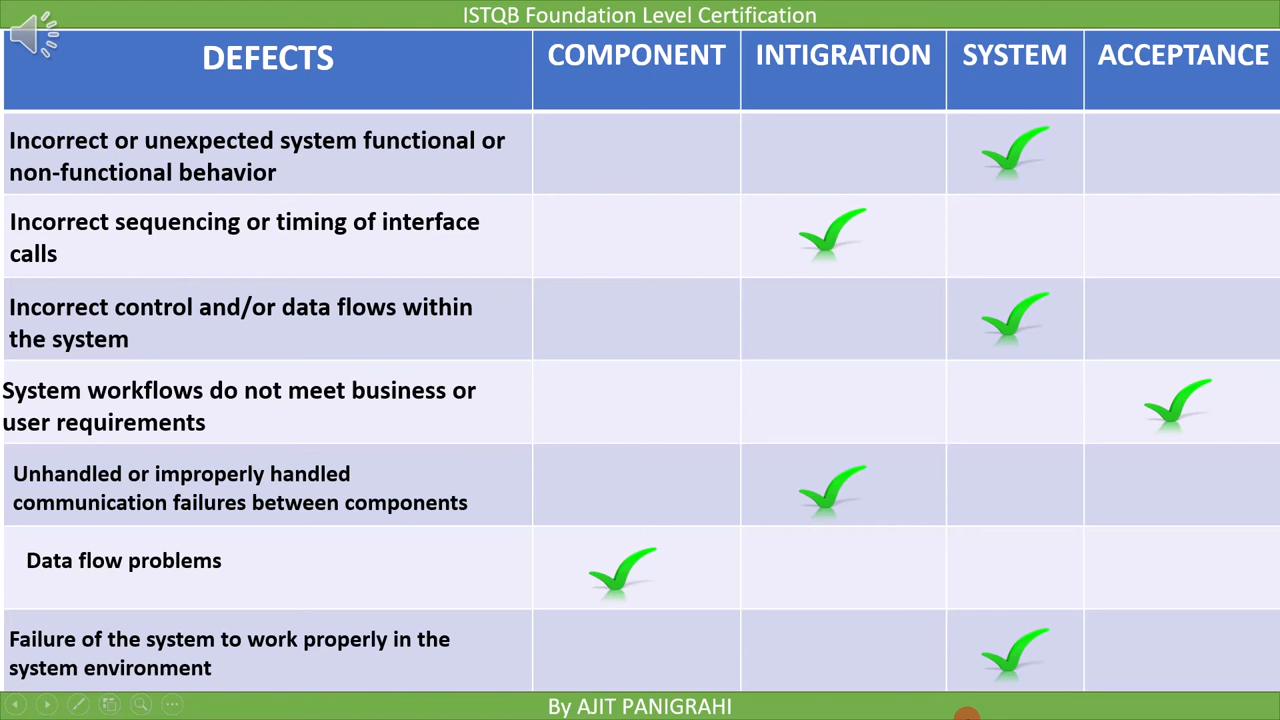 ISTQB Foundation Level Certification
DEFECTS
COMPONENT
INTIGRATION
SYSTEM
ACCEPTANCE
Incorrect or unexpected system functional or
non-functional behavior
Incorrect sequencing or timing of interface
calls
Incorrect control and/or data flows within
the system
System workflows do not meet business or
user requirements
Unhandled or improperly handled
communication failures between components
Data flow problems
Failure of the system to work properly in the
system environment
By AJIT PANIGRAHI